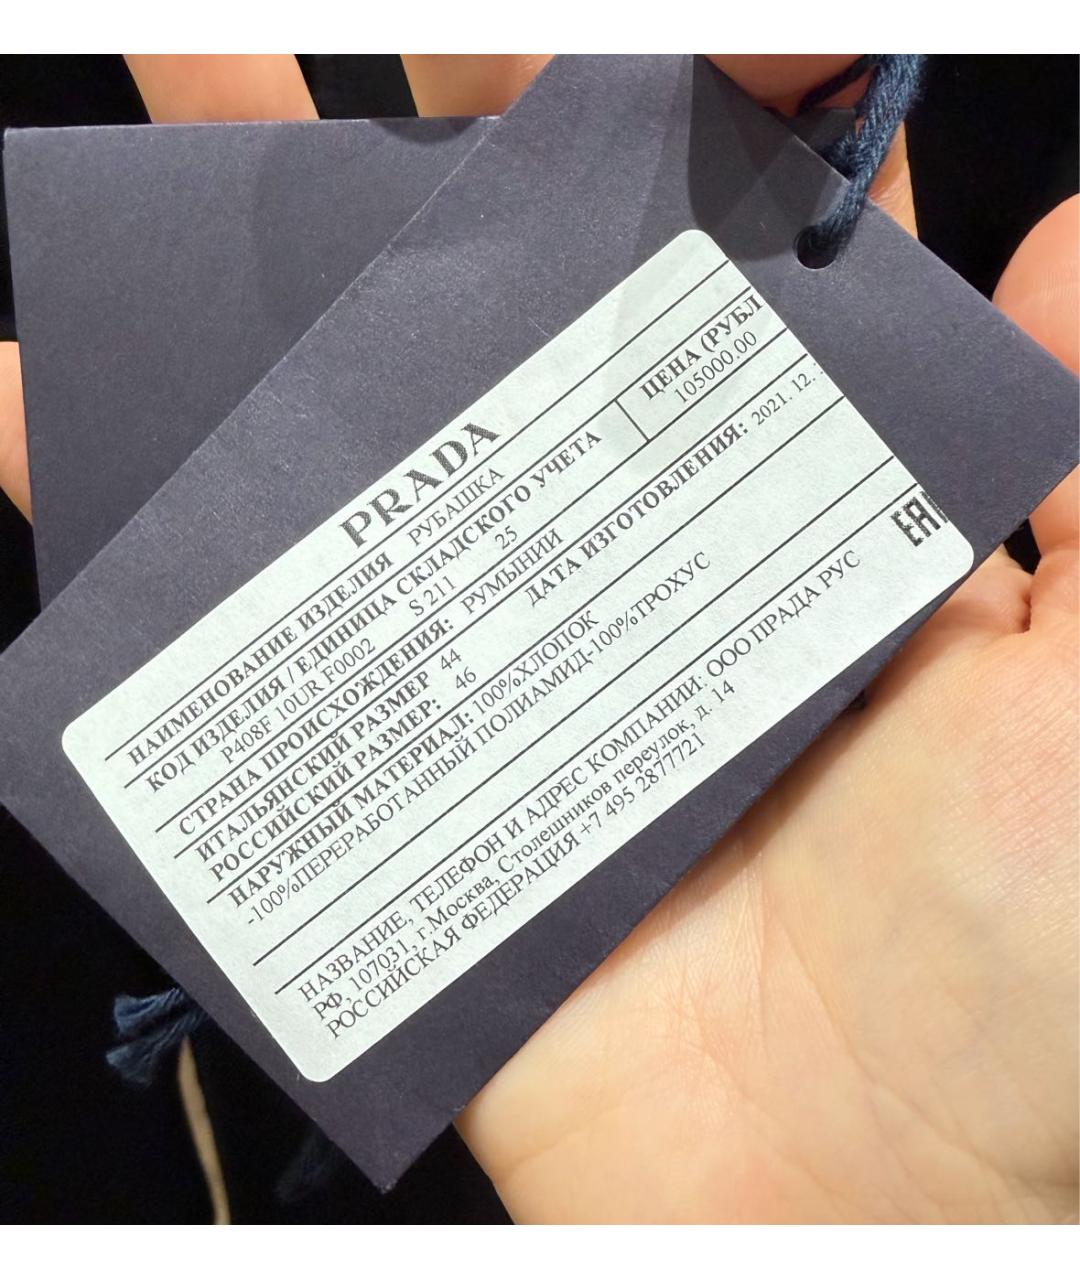 PRADA
НАИМЕНОВАНИЕ ИЗДЕЛИЯ РУБАШКА
КОД ИЗДЕЛИЯ / ЕДИНИЦА СКЛАДСКОГО УЧЕТА
ЦЕНА (РУБЛ
P408F 10UR F0002 S 211 25
105000.00
СТРАНА ПРОИСХОЖДЕНИЯ: РУМЫНИИ
ДАТА ИЗГОТОВЛЕНИЯ: 2021. 12.
ИТАЛЬЯНСКИЙ РАЗМЕР 44
РОССИЙСКИЙ РАЗМЕР: 46
НАРУЖНЫЙ МАТЕРИАЛ: 100%ХЛОПОК
-100%ПЕРЕРАБОТАННЫЙ ПОЛИАМИД-100%ТРОХУС
EAC
НАЗВАНИЕ, ТЕЛЕФОН И АДРЕС КОМПАНИИ: ООО ПРАДА РУС
РФ, 107031, г.Москва, Столешников переулок, д. 14
РОССИЙСКАЯ ФЕДЕРАЦИЯ +7 495 2877721